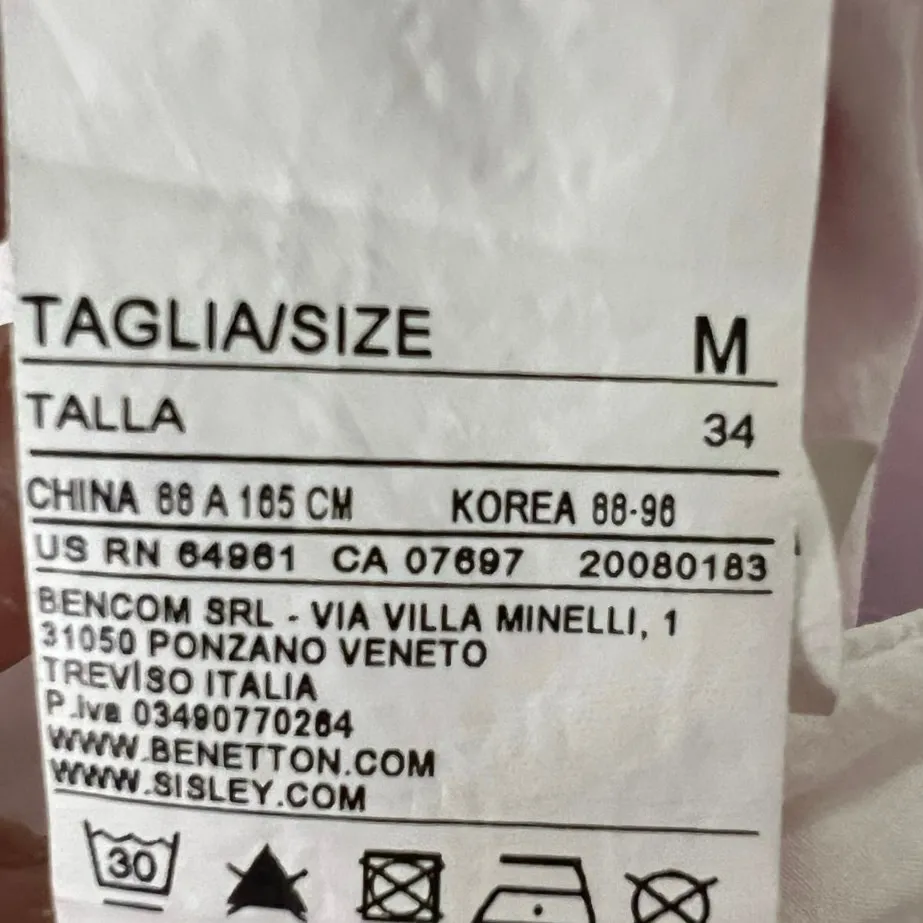 TAGLIA/SIZE M
TALLA 34
CHINA 88 A 165 CM KOREA 88-96
US RN 64961 CA 07697 20080183
BENCOM SRL - VIA VILLA MINELLI, 1
31050 PONZANO VENETO
TREVISO ITALIA
P.Iva 03490770264
WWW.BENETTON.COM
WWW.SISLEY.COM
30